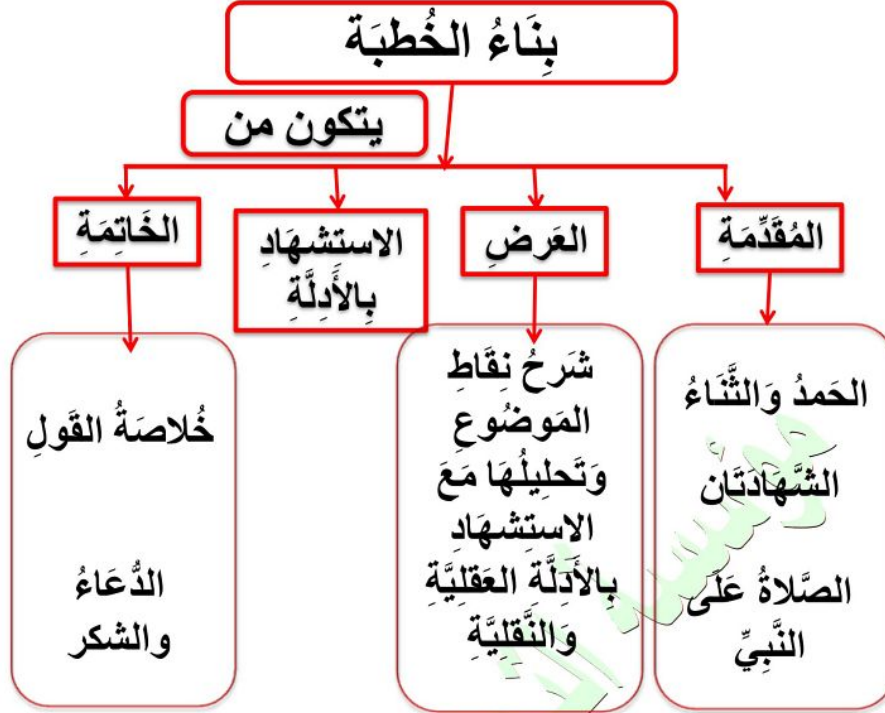 بِنَاءُ الخُطبَة
يتكون من
المُقَدِّمَةِ
العَرضِ
الاستشهَادِ
بِالأَدِلَّةِ
الخَاتِمَةِ
الحَمدُ وَالثَّنَاءُ
الشَّهَادَتَان
الصَّلاةُ عَلَى
النَّبِيِّ
شَرحُ نِقَاطِ
المَوضُوعِ
وَتَحلِيلُهَا مَعَ
الاستِشهَادِ
بِالأَدِلَّةِ العَقلِيَّةِ
وَالنَّقلِيَّةِ
خُلاصَةُ القَولِ
الدُّعَاءُ
والشكر
مؤسسة